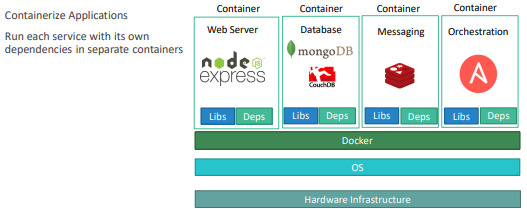 Containerize Applications
Run each service with its own
dependencies in separate containers
Container
Container
Container
Container
Web Server
Database
Messaging
Orchestration
node
JS
express
mongoDB
CouchDB
A
Libs
Deps
Libs
Deps
Libs
Deps
Libs
Deps
Docker
OS
Hardware Infrastructure